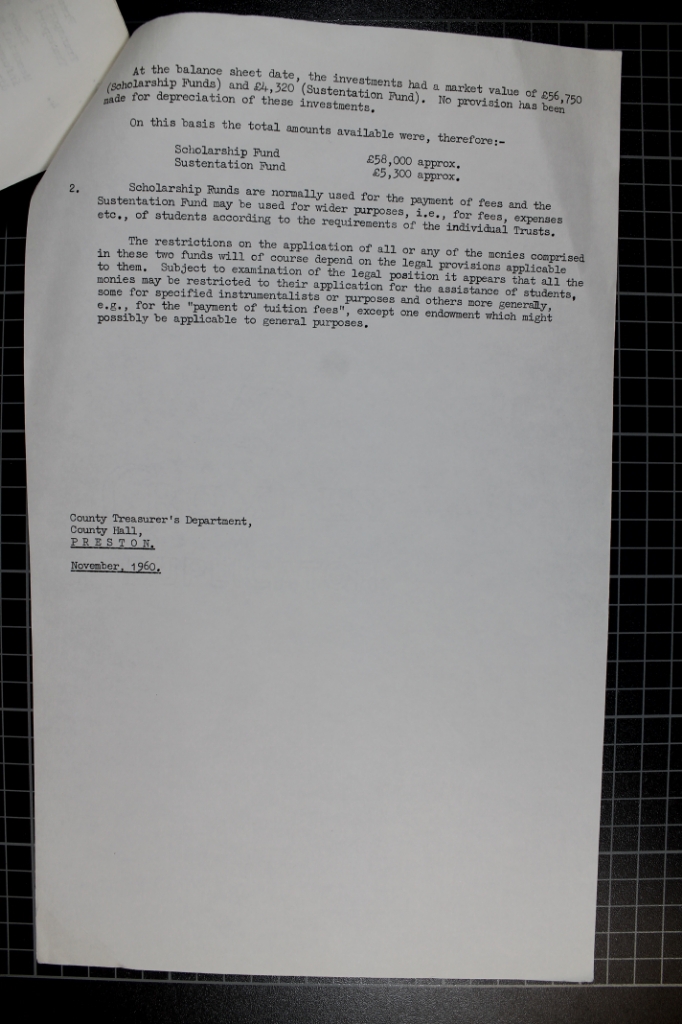 At the balance sheet date, the investments had a market value of £56,750
(Scholarship Funds) and £4,320 (Sustentation Fund). No provision has been
made for depreciation of these investments.
On this basis the total amounts available were, therefore:-
Scholarship Fund £58,000 approx.
Sustentation Fund £5,300 approx.
2. Scholarship Funds are normally used for the payment of fees and the
Sustentation Fund may be used for wider purposes, i.e., for fees, expenses
etc., of students according to the requirements of the individual Trusts.
The restrictions on the application of all or any of the monies comprised
in these two funds will of course depend on the legal provisions applicable
to them. Subject to examination of the legal position it appears that all the
monies may be restricted to their application for the assistance of students,
some for specified instrumentalists or purposes and others more generally,
e.g., for the "payment of tuition fees", except one endowment which might
possibly be applicable to general purposes.
County Treasurer's Department,
County Hall,
P R E S T O N.
November, 1960.